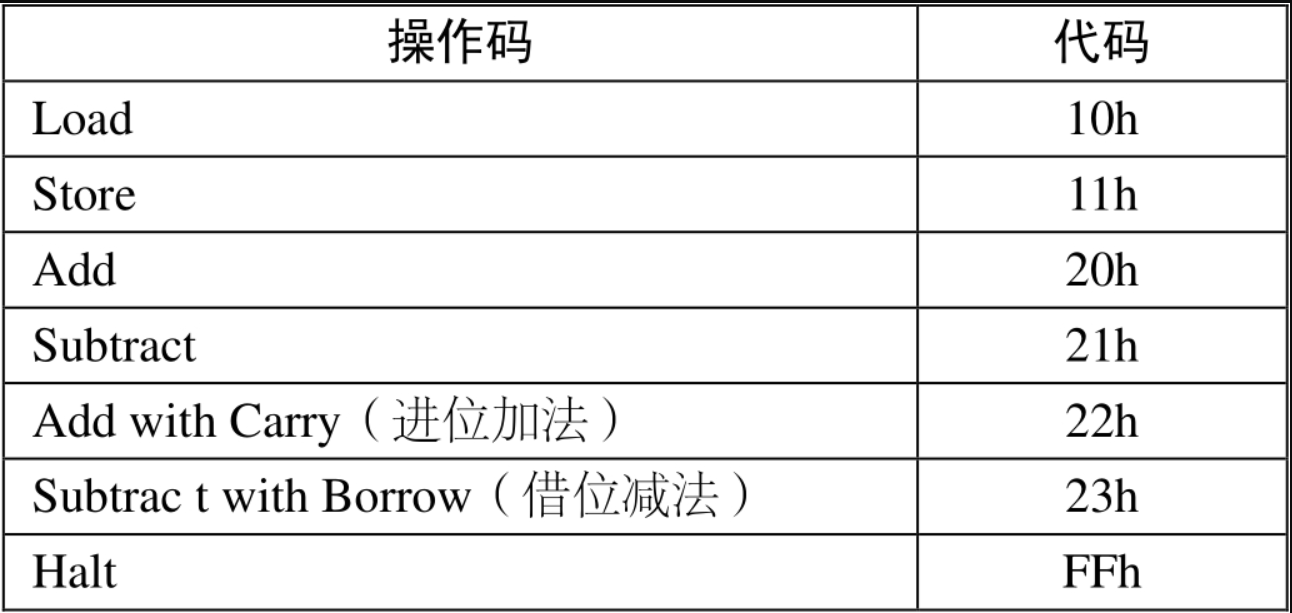 操作码 代码
Load 10h
Store 11h
Add 20h
Subtract 21h
Add with Carry（进位加法） 22h
Subtrac t with Borrow（借位减法） 23h
Halt FFh